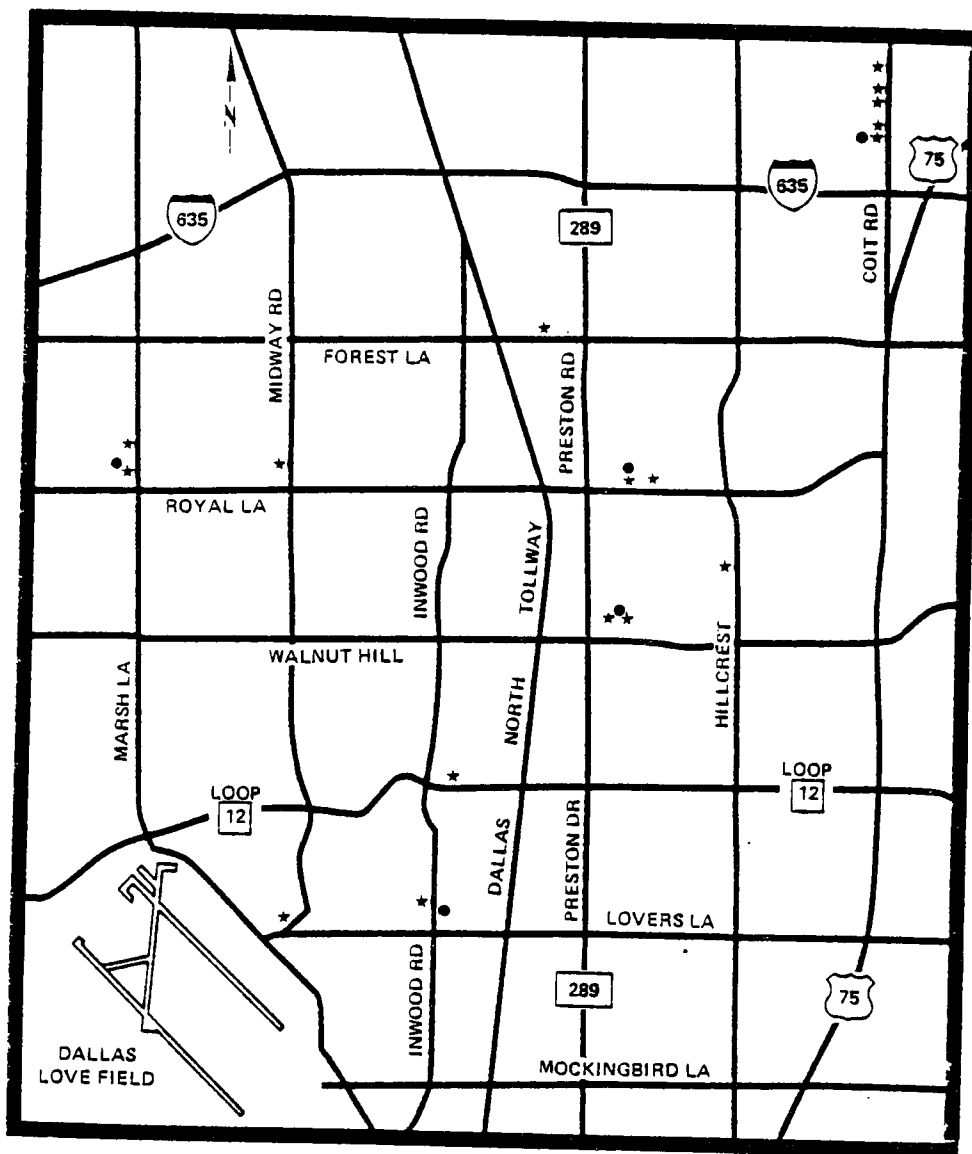 N
75
635
635
289
COIT RD
MIDWAY RD
FOREST LA
PRESTON RD
ROYAL LA
INWOOD RD
TOLLWAY
WALNUT HILL
HILLCREST
MARSH LA
NORTH
LOOP
12
LOOP
12
DALLAS
PRESTON DR
LOVERS LA
INWOOD RD
289
75
DALLAS
LOVE FIELD
MOCKINGBIRD LA